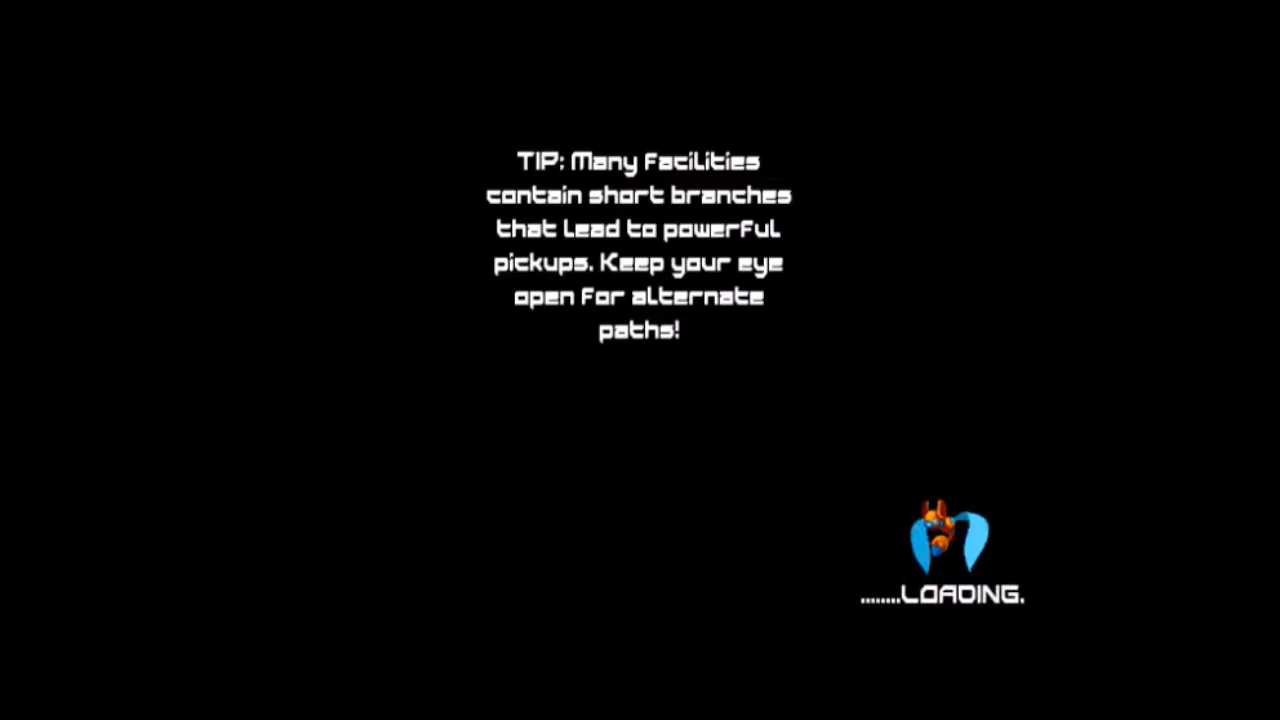 TIP: Many Facilities
contain short branches
that lead to powerful
pickups. Keep your eye
open for alternate
paths!
........LOADING.